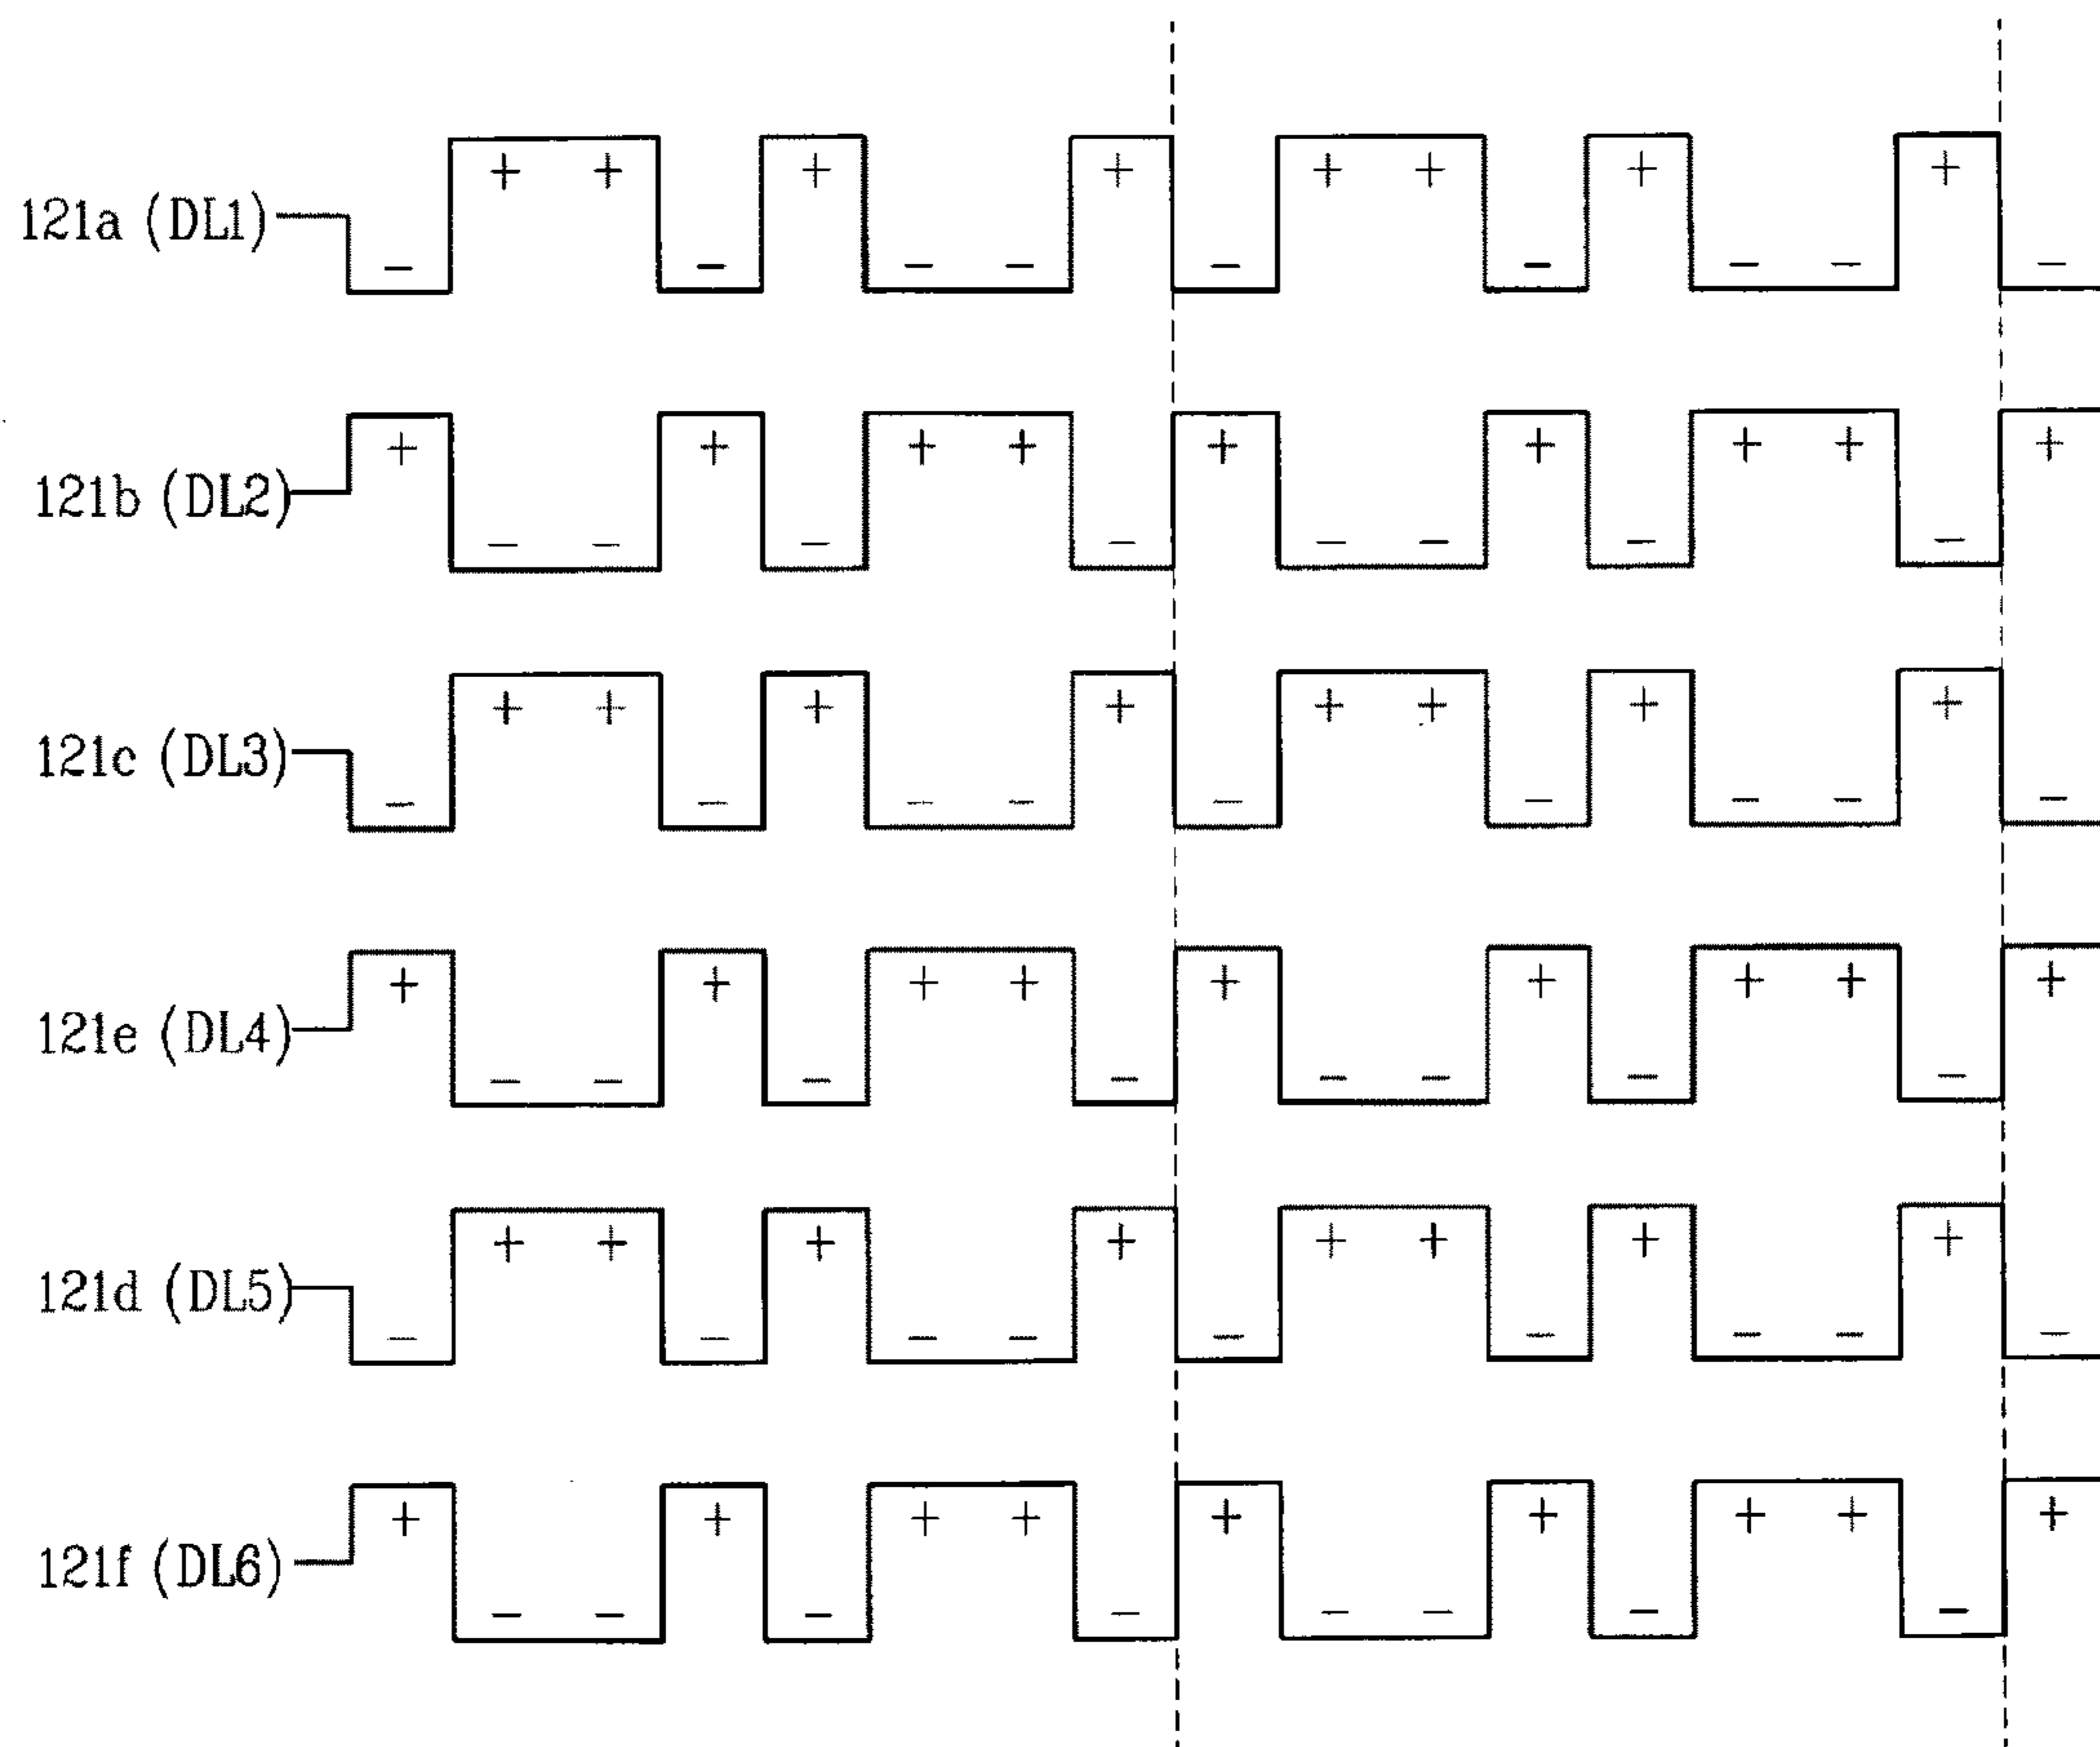 + + + + + + + +
121a (DL1) - - - - - - - - -
+ + + + + + + + +
121b (DL2) - - - - - - - -
+ + + + + + + +
121c (DL3) - - - - - - - - -
+ + + + + + + + +
121e (DL4) - - - - - - - -
+ + + + + + + +
121d (DL5) - - - - - - - - -
+ + + + + + + + +
121f (DL6) - - - - - - - -